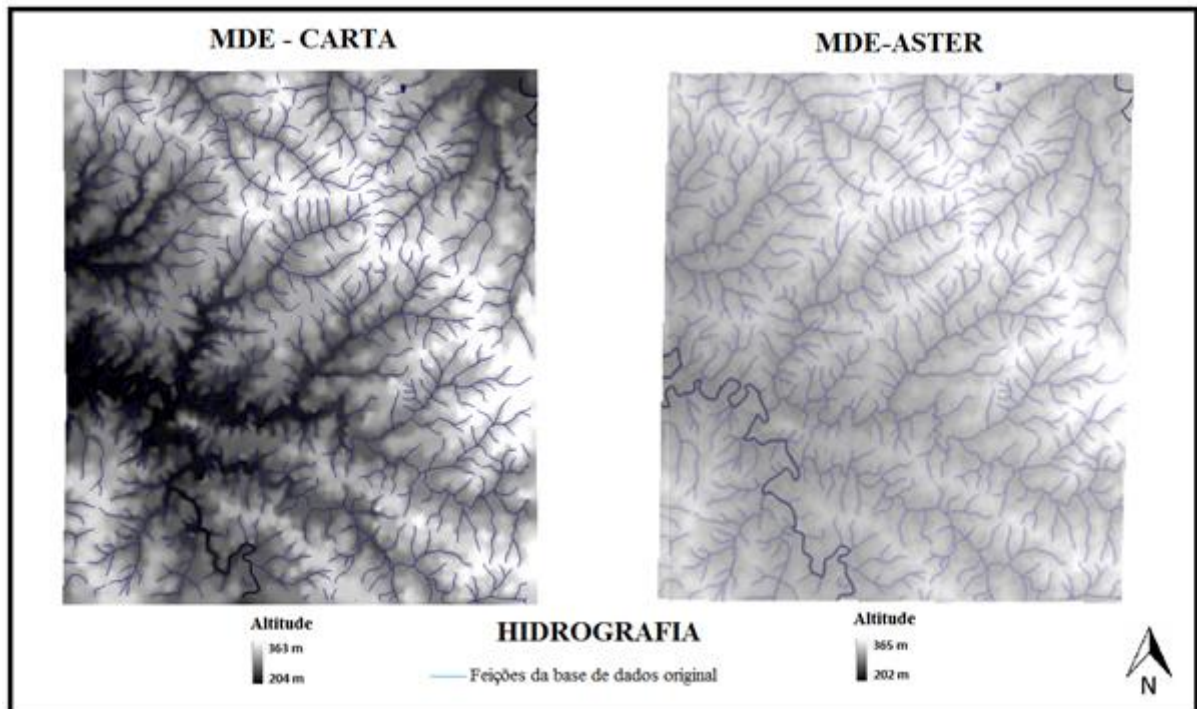 MDE - CARTA
MDE-ASTER
Altitude
363 m
204 m
HIDROGRAFIA
Feições da base de dados original
Altitude
365 m
202 m
N